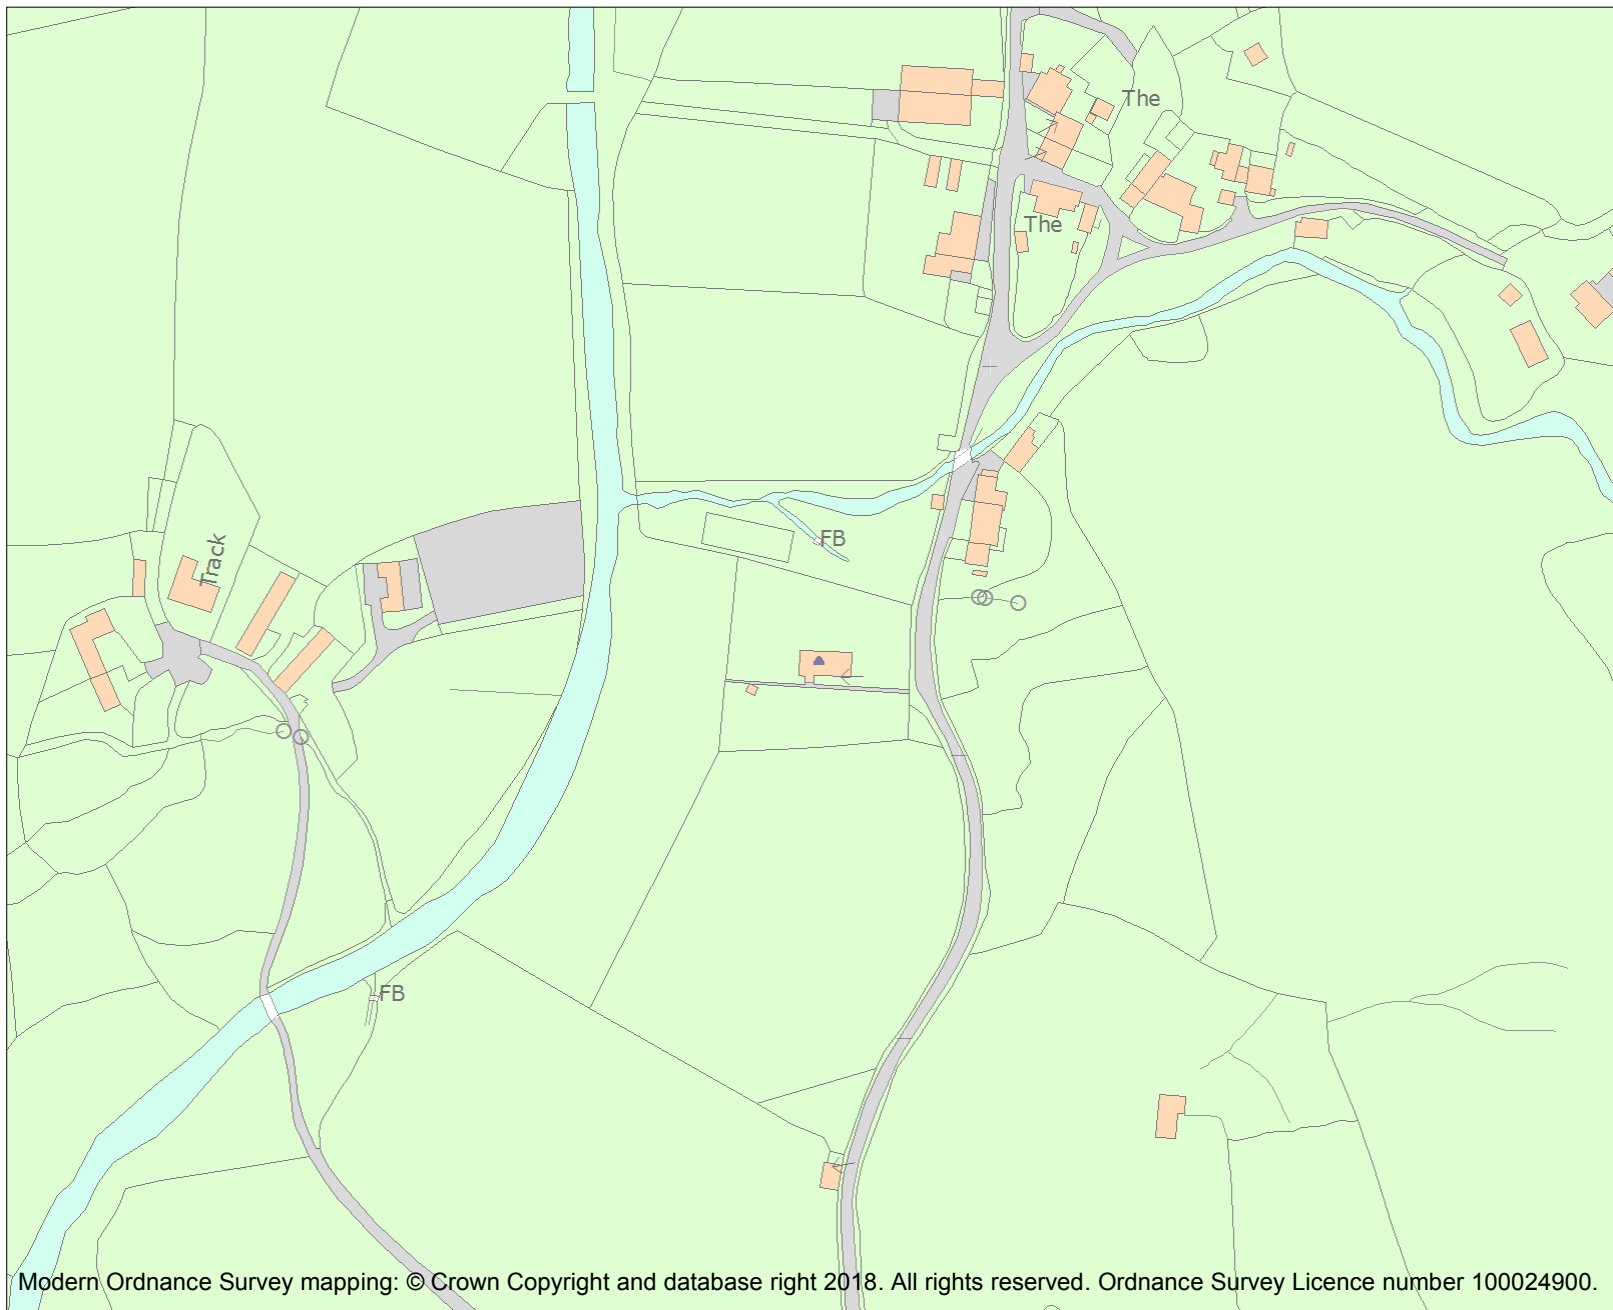 The
The
FB
Track
FB
Modern Ordnance Survey mapping: © Crown Copyright and database right 2018. All rights reserved. Ordnance Survey Licence number 100024900.